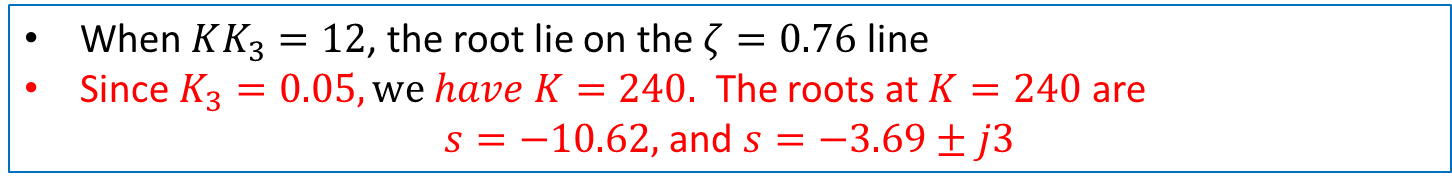 • When KK₃ = 12, the root lie on the ζ = 0.76 line
• Since K₃ = 0.05, we have K = 240. The roots at K = 240 are
s = −10.62, and s = −3.69 ± j3